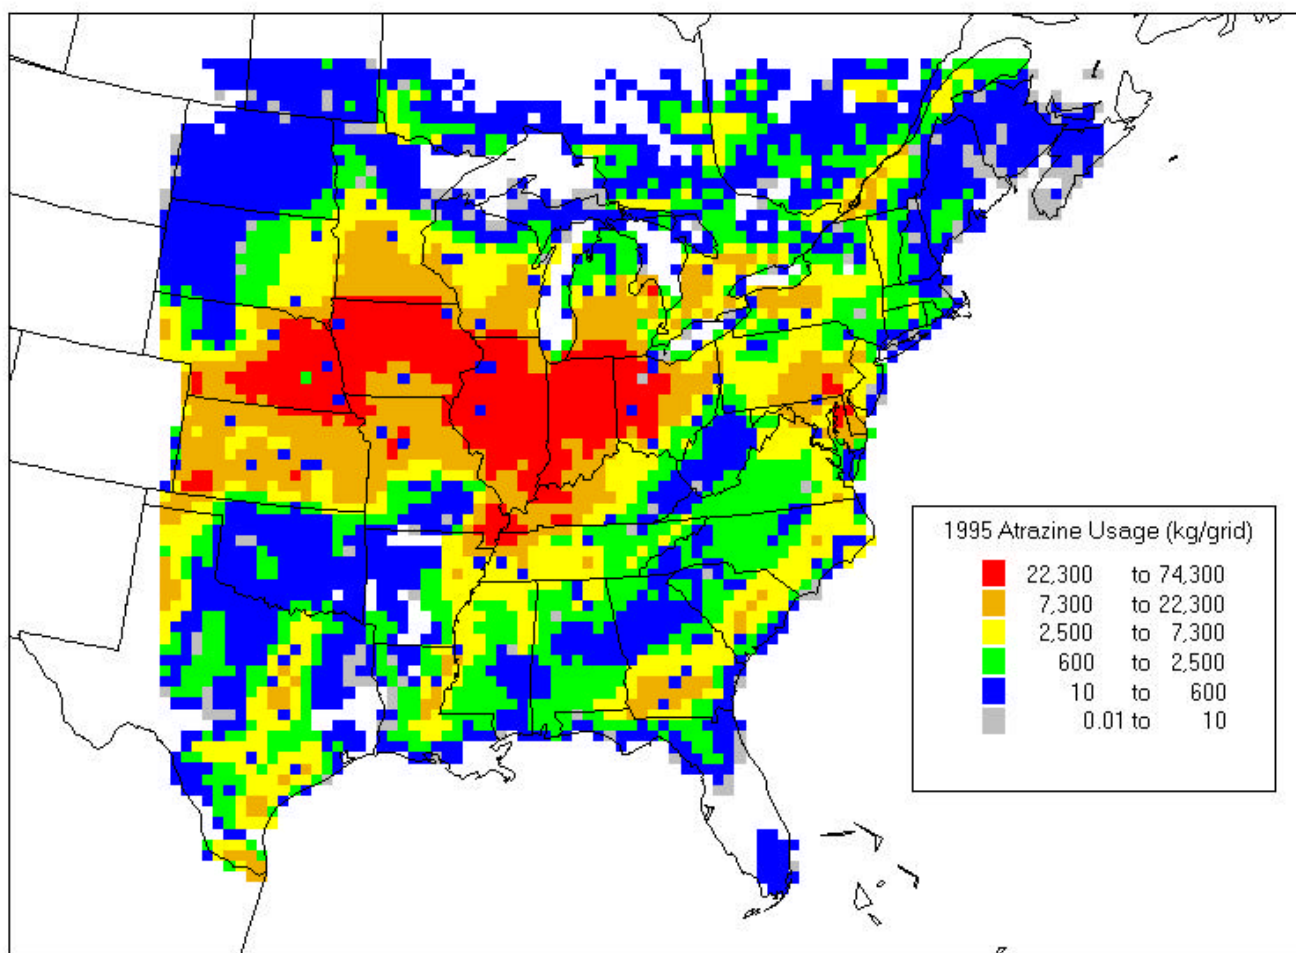 1995 Atrazine Usage (kg/grid)
22,300 to 74,300
7,300 to 22,300
2,500 to 7,300
600 to 2,500
10 to 600
0.01 to 10